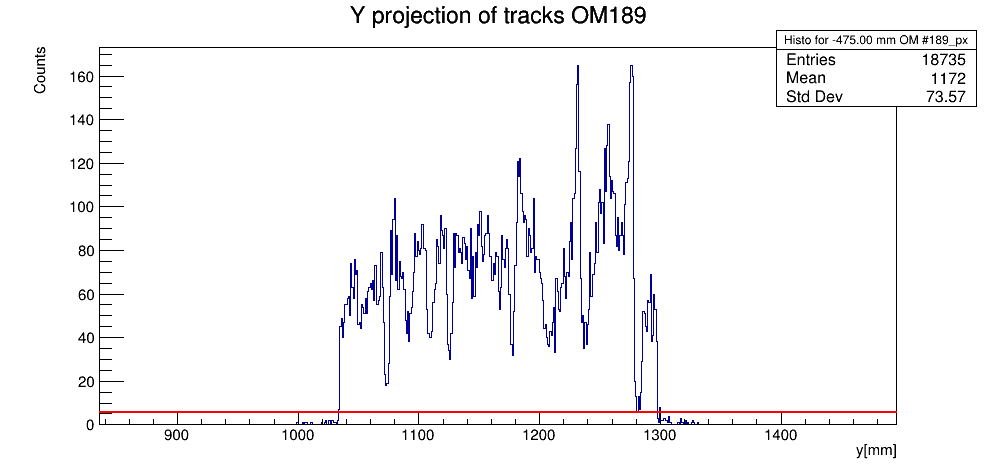 Y projection of tracks OM189
Histo for -475.00 mm OM #189_px
Entries 18735
Mean 1172
Std Dev 73.57
Counts
160
140
120
100
80
60
40
20
0
900 1000 1100 1200 1300 1400
y[mm]